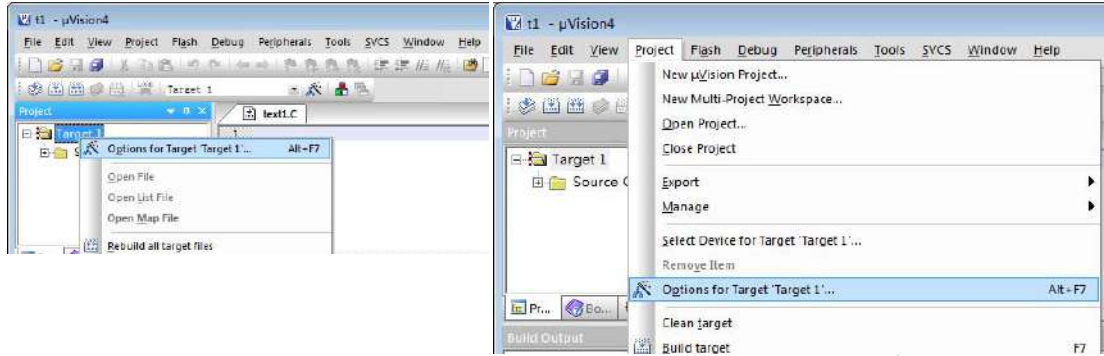 t1 - µVision4
File Edit View Project Flash Debug Peripherals Tools SVCS Window Help
Target 1
Project
text1.C
Target 1
1
Options for Target 'Target 1'... Alt+F7
Open File
Open List File
Open Map File
Rebuild all target files
t1 - µVision4
File Edit View Project Flash Debug Peripherals Tools SVCS Window Help
New µVision Project...
New Multi-Project Workspace...
Open Project...
Close Project
Export
Manage
Select Device for Target 'Target 1'...
Remove Item
Options for Target 'Target 1'... Alt+F7
Clean target
Build target F7
Project
Target 1
Source
Pr... Bo...
Build Output